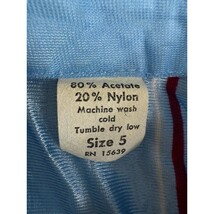 80% Acetate
20% Nylon
Machine wash
cold
Tumble dry low
Size 5
RN 15639